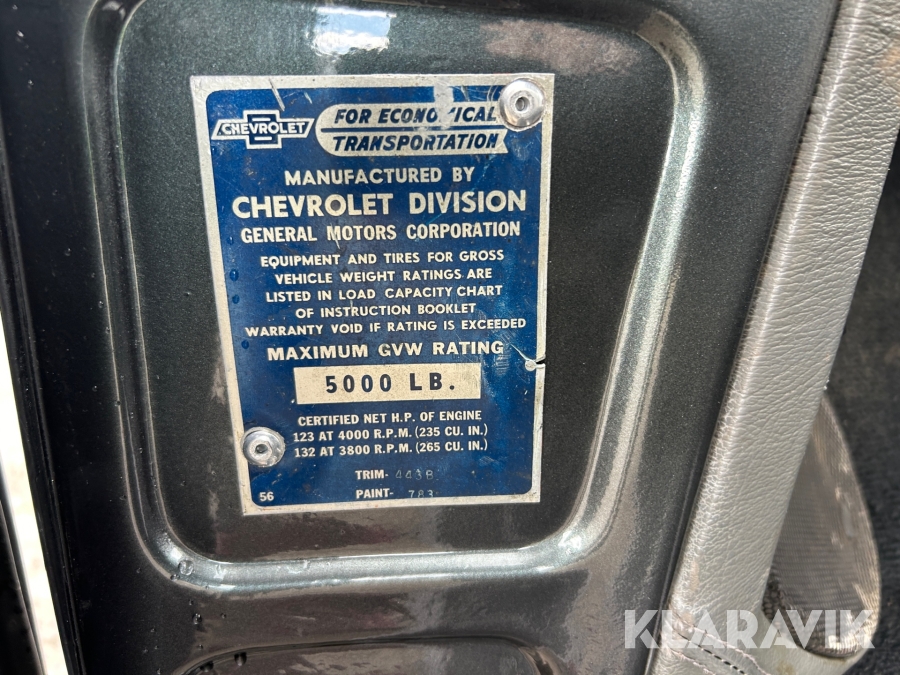 CHEVROLET
FOR ECONOMICAL
TRANSPORTATION
MANUFACTURED BY
CHEVROLET DIVISION
GENERAL MOTORS CORPORATION
EQUIPMENT AND TIRES FOR GROSS
VEHICLE WEIGHT RATINGS ARE
LISTED IN LOAD CAPACITY CHART
OF INSTRUCTION BOOKLET
WARRANTY VOID IF RATING IS EXCEEDED
MAXIMUM GVW RATING
5000 LB.
CERTIFIED NET H.P. OF ENGINE
123 AT 4000 R.P.M. (235 CU. IN.)
132 AT 3800 R.P.M. (265 CU. IN.)
TRIM-
56 PAINT- 783
KLARAVIK